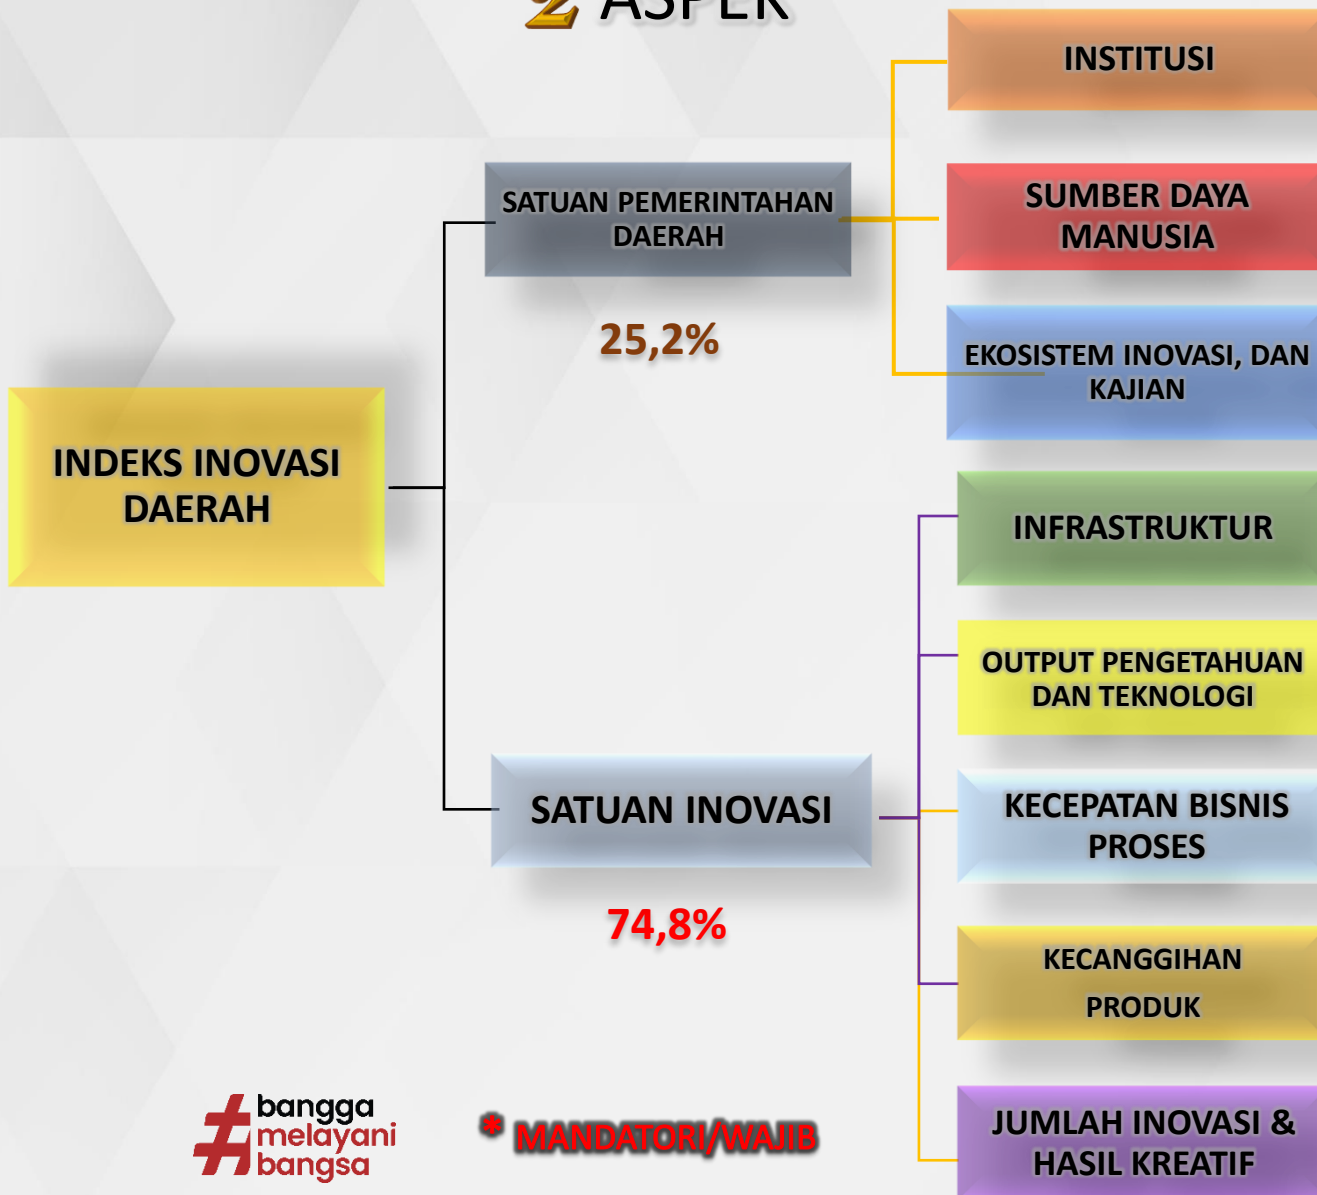 2 ASPEK
INSTITUSI
SATUAN PEMERINTAHAN
DAERAH
25,2%
SUMBER DAYA
MANUSIA
EKOSISTEM INOVASI, DAN
KAJIAN
INDEKS INOVASI
DAERAH
INFRASTRUKTUR
OUTPUT PENGETAHUAN
DAN TEKNOLOGI
SATUAN INOVASI
74,8%
KECEPATAN BISNIS
PROSES
KECANGGIHAN
PRODUK
JUMLAH INOVASI &
HASIL KREATIF
#bangga
melayani
bangsa
* MANDATORI/WAJIB